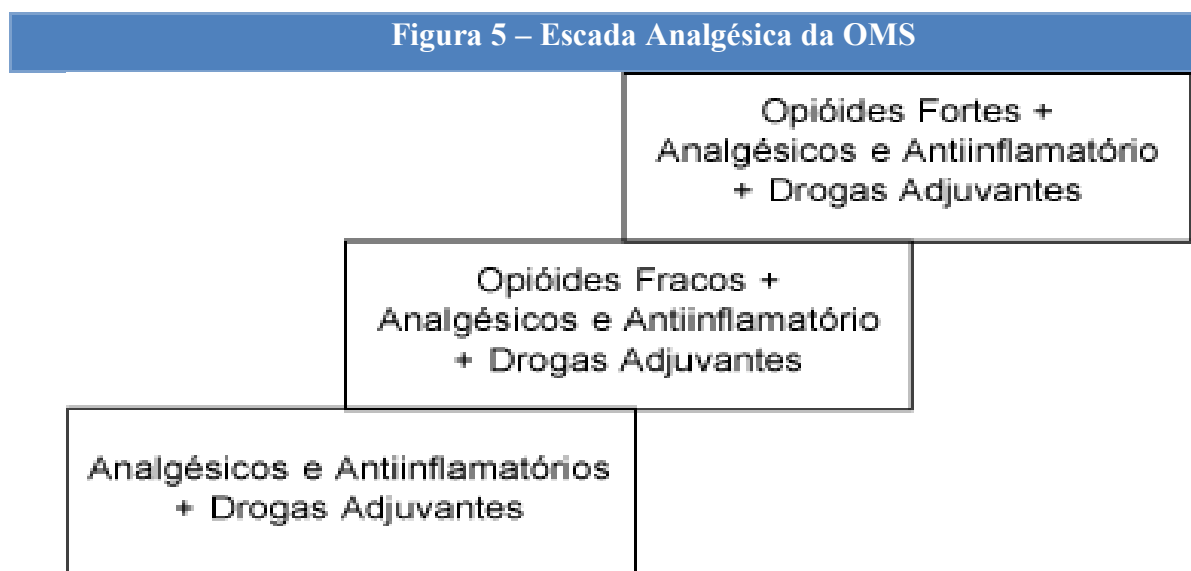 Figura 5 – Escada Analgésica da OMS
Opióides Fortes +
Analgésicos e Antiinflamatório
+ Drogas Adjuvantes
Opióides Fracos +
Analgésicos e Antiinflamatório
+ Drogas Adjuvantes
Analgésicos e Antiinflamatórios
+ Drogas Adjuvantes